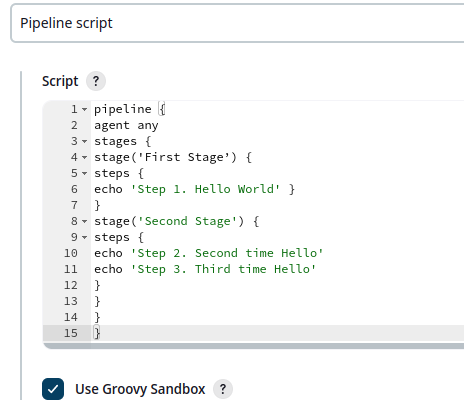 Pipeline script
Script ?
1 pipeline {
2 agent any
3 stages {
4 stage('First Stage’) {
5 steps {
6 echo 'Step 1. Hello World' }
7 }
8 stage('Second Stage') {
9 steps {
10 echo 'Step 2. Second time Hello'
11 echo 'Step 3. Third time Hello'
12 }
13 }
14 }
15 }
Use Groovy Sandbox ?